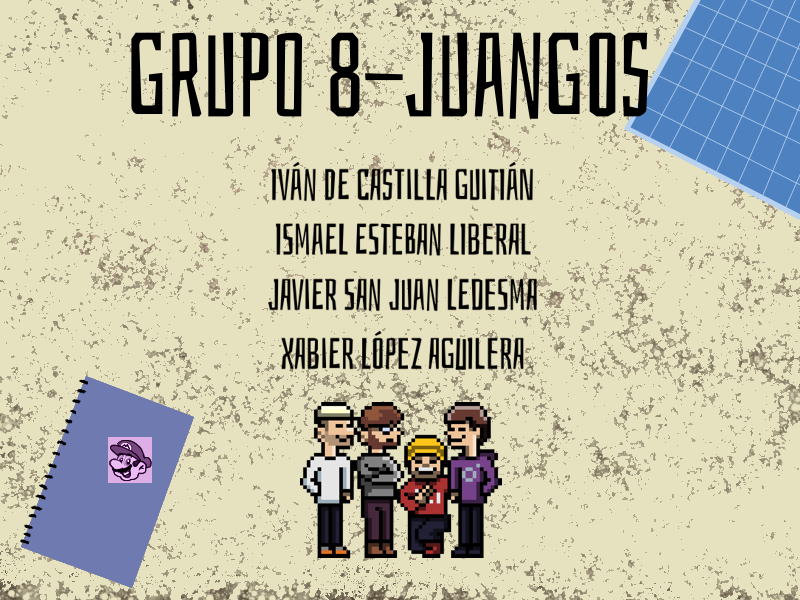 GRUPO 8-JUANGOS
IVÁN DE CASTILLA GUITIÁN
ISMAEL ESTEBAN LIBERAL
JAVIER SAN JUAN LEDESMA
XABIER LÓPEZ AGUILERA